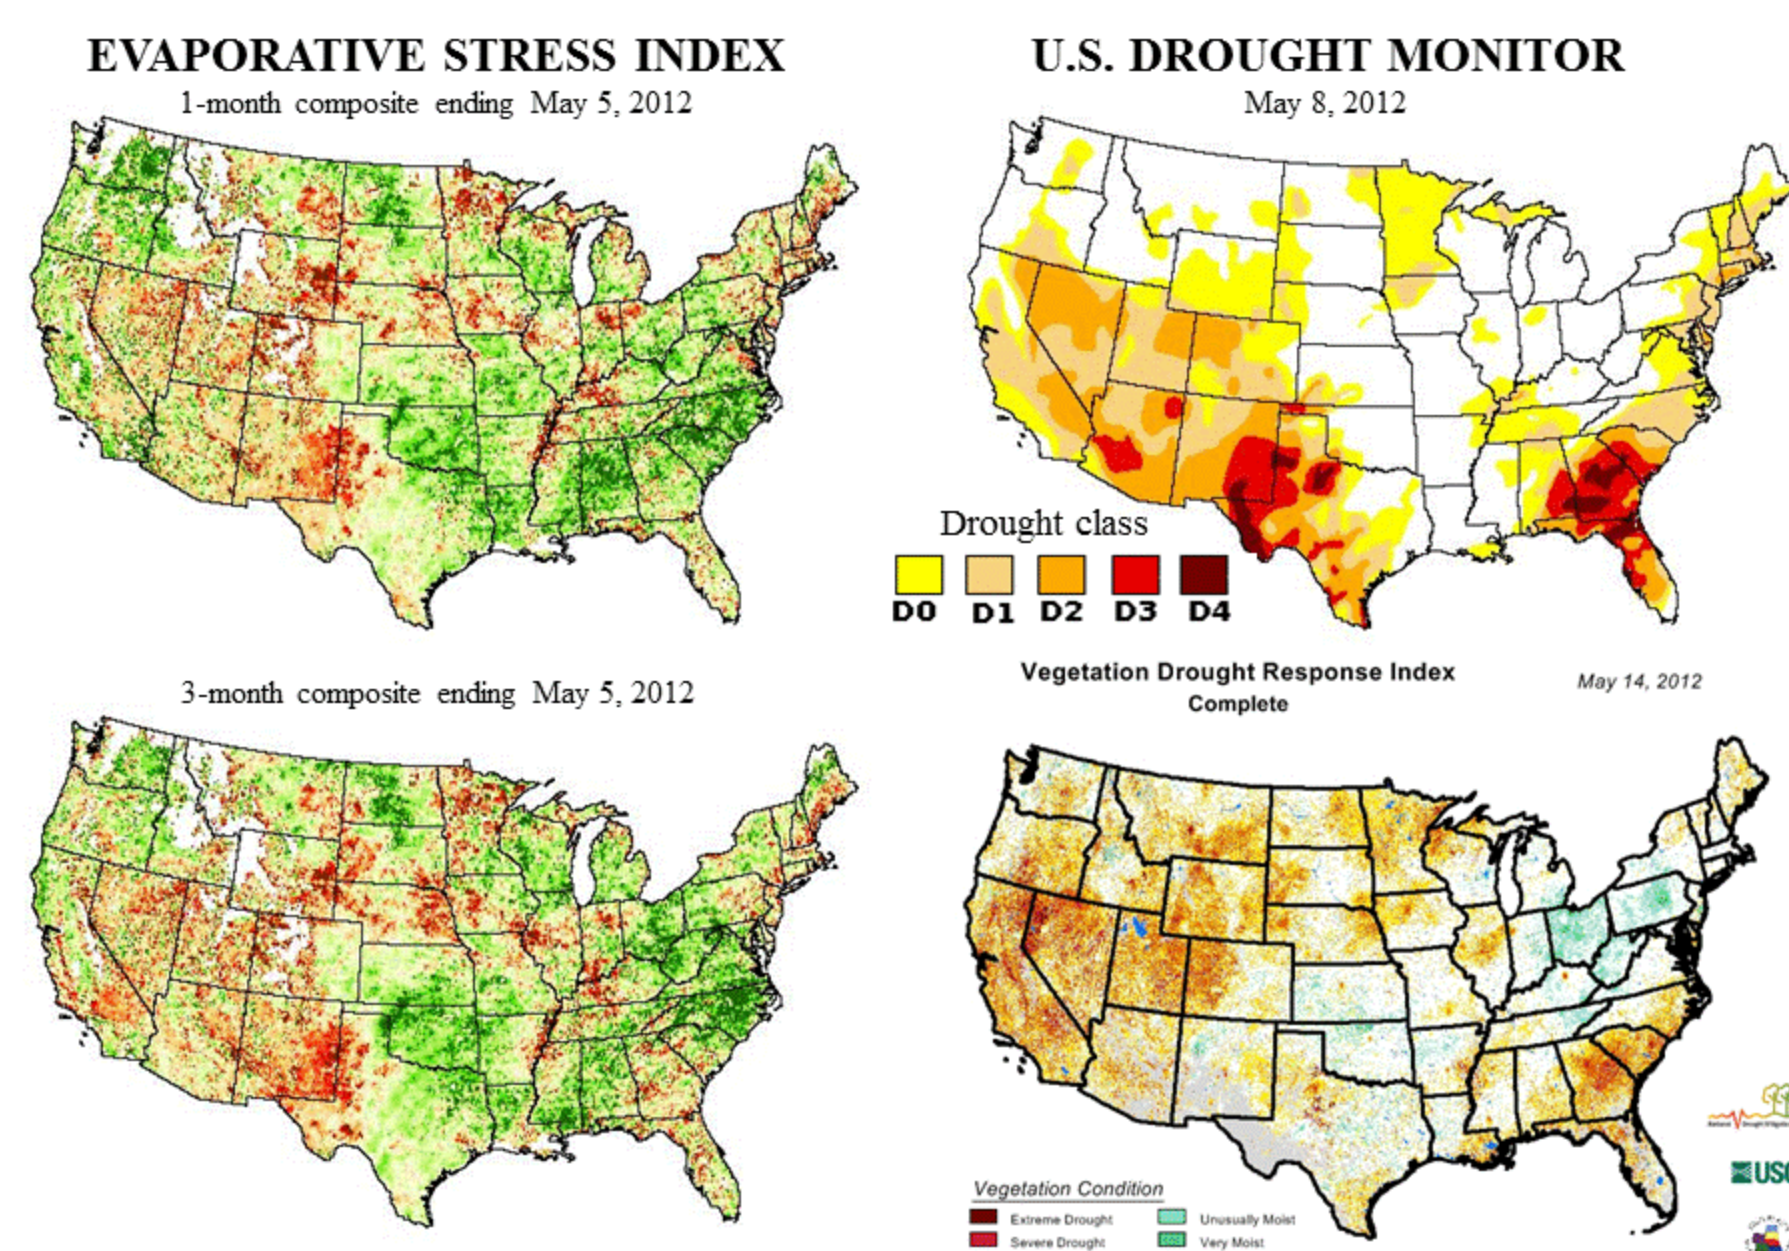 EVAPORATIVE STRESS INDEX
1-month composite ending May 5, 2012
U.S. DROUGHT MONITOR
May 8, 2012
Drought class
D0 D1 D2 D3 D4
3-month composite ending May 5, 2012
Vegetation Drought Response Index
Complete
May 14, 2012
Vegetation Condition
Extreme Drought
Severe Drought
Unusually Moist
Very Moist
USG